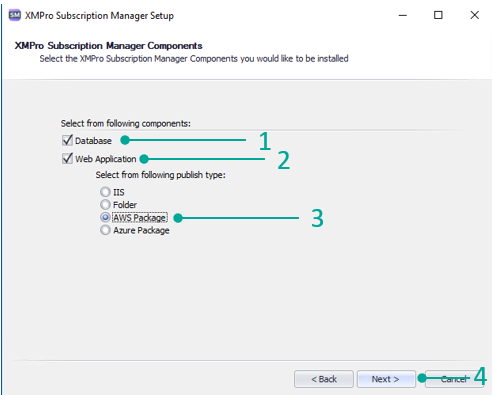 SM XMPro Subscription Manager Setup
XMPro Subscription Manager Components
Select the XMPro Subscription Manager Components you would like to be installed
Select from following components:
Database 1
Web Application 2
Select from following publish type:
IIS
Folder
AWS Package 3
Azure Package
< Back Next > Cancel 4